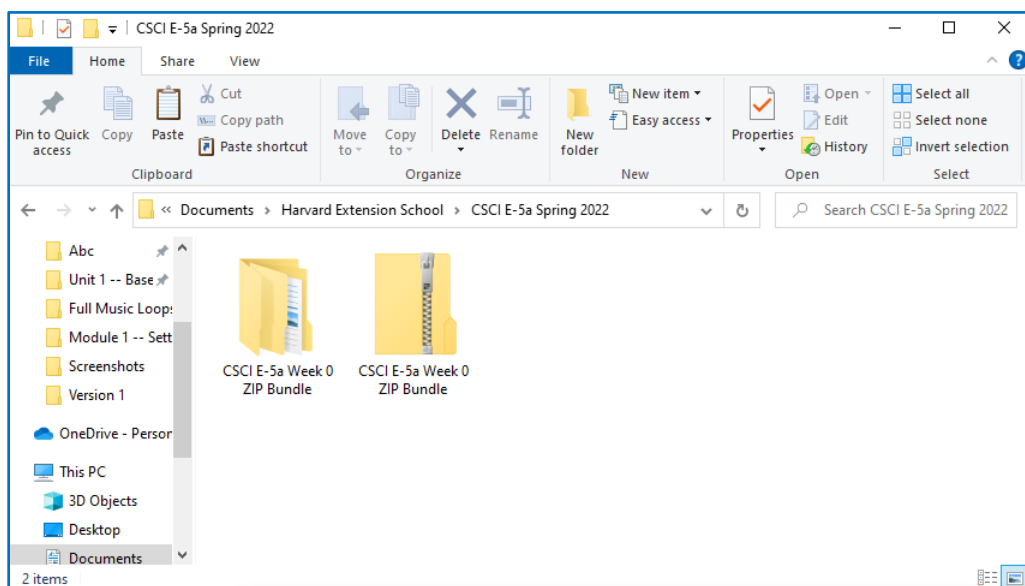 CSCI E-5a Spring 2022
File Home Share View
Pin to Quick access
Copy
Paste
Cut
Copy path
Paste shortcut
Clipboard
Move to
Copy to
Delete
Rename
Organize
New folder
New item
Easy access
New
Properties
Open
Edit
History
Open
Select all
Select none
Invert selection
Select
« Documents > Harvard Extension School > CSCI E-5a Spring 2022
Search CSCI E-5a Spring 2022
Abc
Unit 1 -- Base
Full Music Loop
Module 1 -- Sett
Screenshots
Version 1
OneDrive - Person
This PC
3D Objects
Desktop
Documents
CSCI E-5a Week 0
ZIP Bundle
CSCI E-5a Week 0
ZIP Bundle
2 items